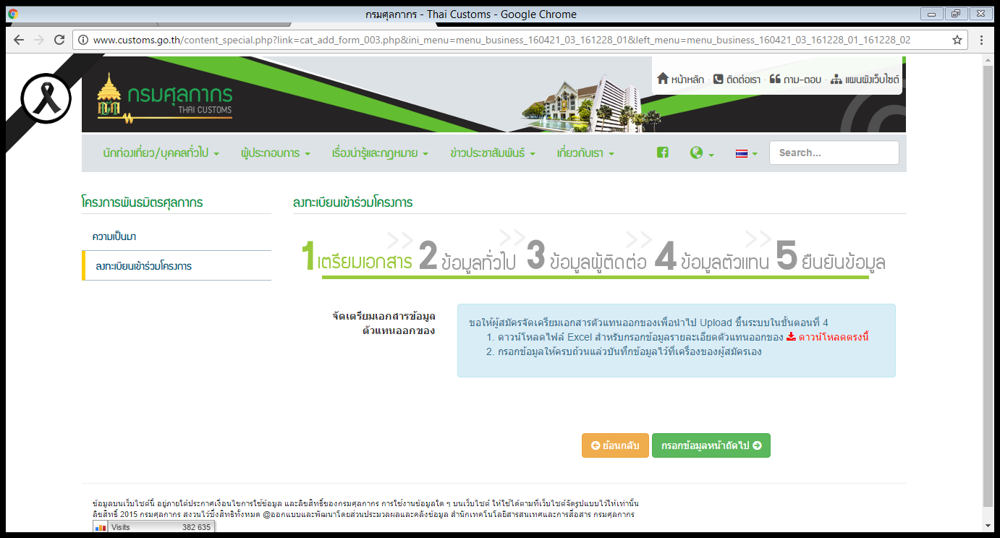 กรมศุลกากร - Thai Customs - Google Chrome
www.customs.go.th/content_special.php?link=cat_add_form_003.php&ini_menu=menu_business_160421_03_161228_01&left_menu=menu_business_160421_03_161228_01_161228_02
หน้าหลัก · ติดต่อเรา · ถาม-ตอบ · แผนผังเว็บไซต์
กรมศุลกากร
THAI CUSTOMS
นักท่องเที่ยว/บุคคลทั่วไป ผู้ประกอบการ เรื่องน่ารู้และกฎหมาย ข่าวประชาสัมพันธ์ เกี่ยวกับเรา Search...
โครงการพันธมิตรศุลกากร
ความเป็นมา
ลงทะเบียนเข้าร่วมโครงการ
ลงทะเบียนเข้าร่วมโครงการ
1 เตรียมเอกสาร >> 2 ข้อมูลทั่วไป >> 3 ข้อมูลผู้ติดต่อ >> 4 ข้อมูลตัวแทน >> 5 ยืนยันข้อมูล
จัดเตรียมเอกสารข้อมูล
ตัวแทนออกของ
ขอให้ผู้สมัครจัดเครียมเอกสารตัวแทนออกของเพื่อนำไป Upload ขึ้นระบบในขั้นตอนที่ 4
1. ดาวน์โหลดไฟล์ Excel สำหรับกรอกข้อมูลรายละเอียดตัวแทนออกของ ดาวน์โหลดตรงนี้
2. กรอกข้อมูลให้ครบถ้วนแล่วบันทึกข้อมูลไว้ที่เครื่องของผู้สมัครเอง
ย้อนกลับ กรอกข้อมูลหน้าถัดไป
ข้อมูลบนเว็บไซต์นี้ อยู่ภายใต้ประกาศเงื่อนไขการใช้ข้อมูล และลิขสิทธิ์ของกรมศุลกากร การใช้งานข้อมูลใด ๆ บนเว็บไซต์ ให้ใช้ได้ตามที่เว็บไซต์จัดรูปแบบไว้ให้เท่านั้น
ลิขสิทธิ์ 2015 กรมศุลกากร สงวนไว้ซึ่งสิทธิทั้งหมด @ออกแบบและพัฒนาโดยส่วนประมวลผลและคลังข้อมูล สำนักเทคโนโลยีสารสนเทศและการสื่อสาร กรมศุลกากร
Visits 382 635